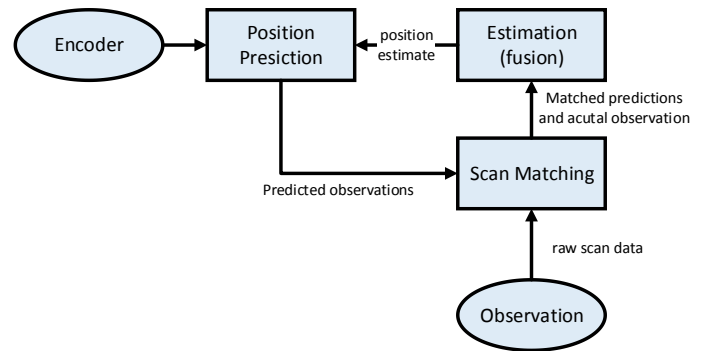 Encoder
Position
Presiction
position
estimate
Estimation
(fusion)
Matched predictions
and acutal observation
Predicted observations
Scan Matching
raw scan data
Observation